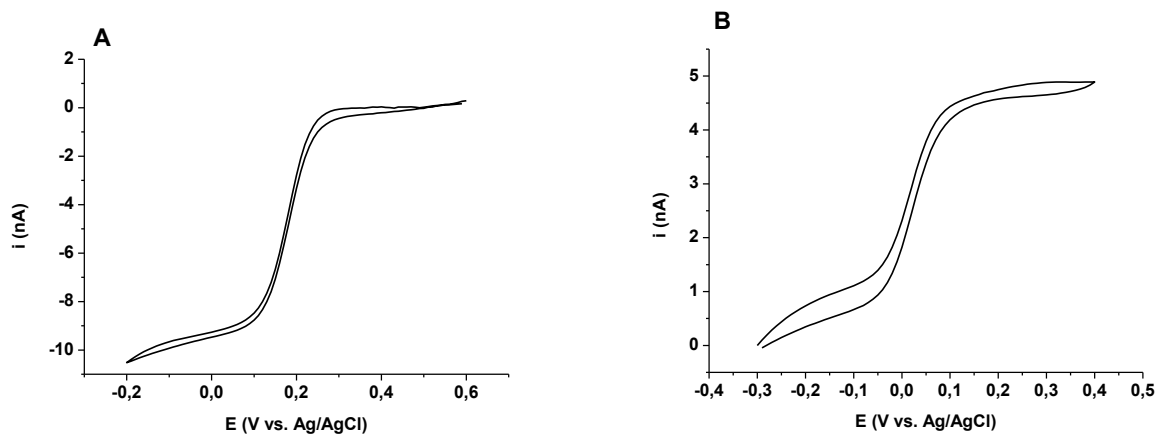 A
2
0
-2
-4
-6
-8
-10
-0,2 0,0 0,2 0,4 0,6
i (nA)
E (V vs. Ag/AgCl)
B
5
4
3
2
1
0
-0,4 -0,3 -0,2 -0,1 0,0 0,1 0,2 0,3 0,4 0,5
i (nA)
E (V vs. Ag/AgCl)